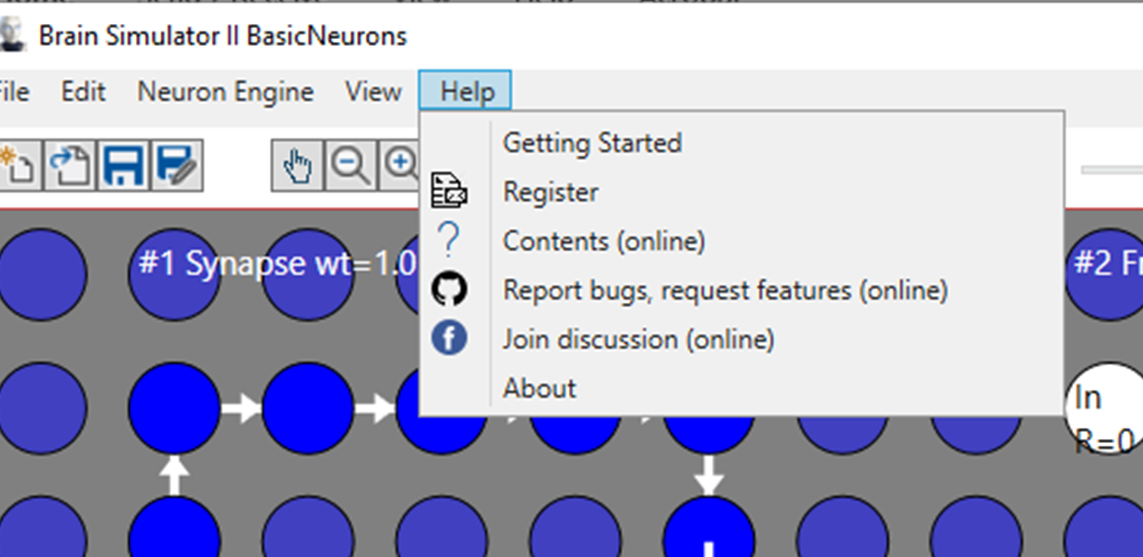 Brain Simulator II BasicNeurons
File Edit Neuron Engine View Help
Getting Started
Register
Contents (online)
Report bugs, request features (online)
Join discussion (online)
About
#1 Synapse wt=1.0
#2
In
R=0